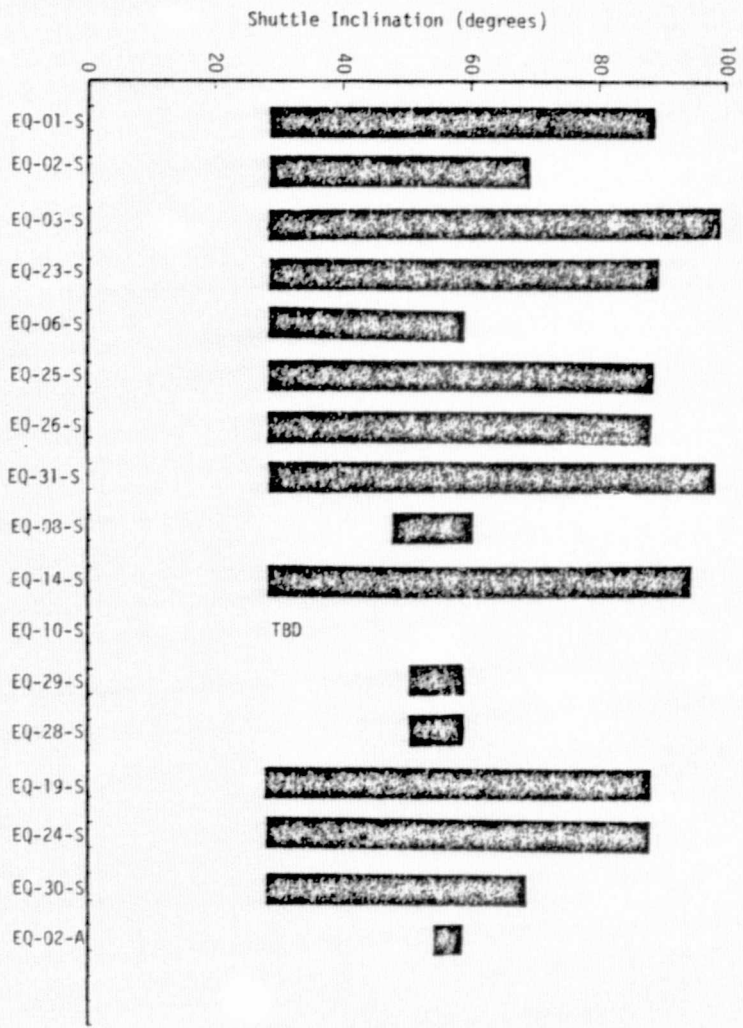 Shuttle Inclination (degrees)
0 20 40 60 80 100
EQ-01-S
EQ-02-S
EQ-03-S
EQ-23-S
EQ-06-S
EQ-25-S
EQ-26-S
EQ-31-S
EQ-08-S
EQ-14-S
EQ-10-S TBD
EQ-29-S
EQ-28-S
EQ-19-S
EQ-24-S
EQ-30-S
EQ-02-A